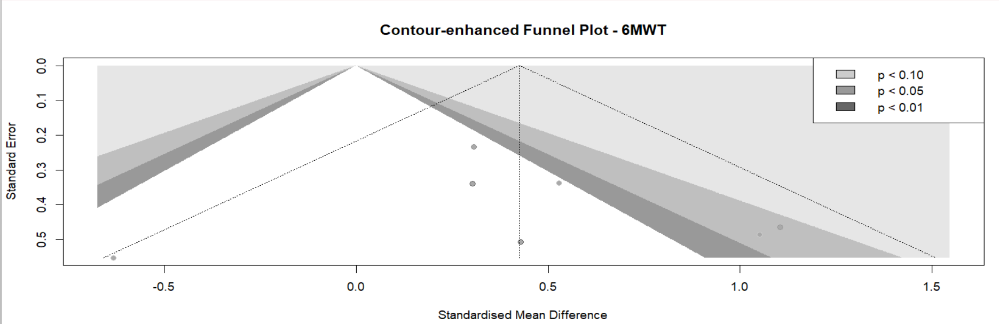 Contour-enhanced Funnel Plot - 6MWT
p < 0.10
p < 0.05
p < 0.01
Standard Error
0.0
0.1
0.2
0.3
0.4
0.5
-0.5
0.0
0.5
1.0
1.5
Standardised Mean Difference